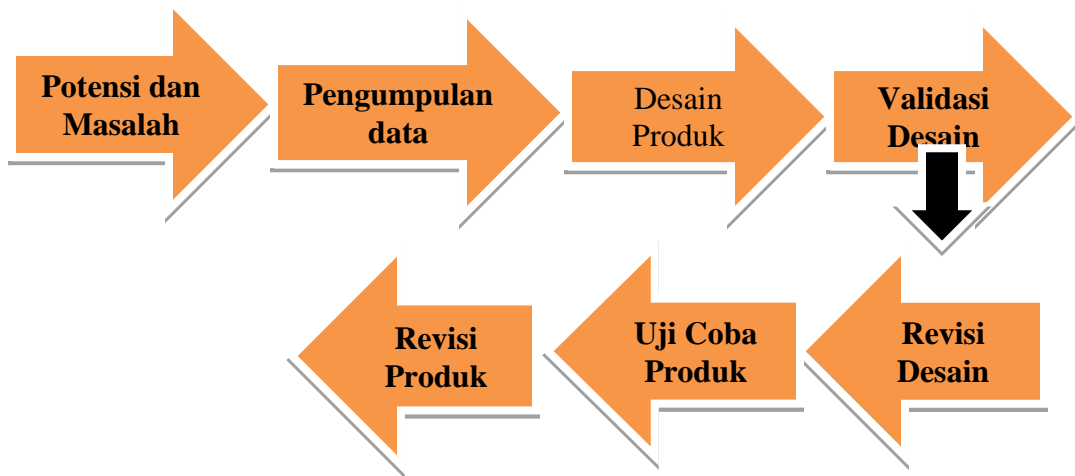 Potensi dan
Masalah
Pengumpulan
data
Desain
Produk
Validasi
Desain
Revisi
Desain
Uji Coba
Produk
Revisi
Produk